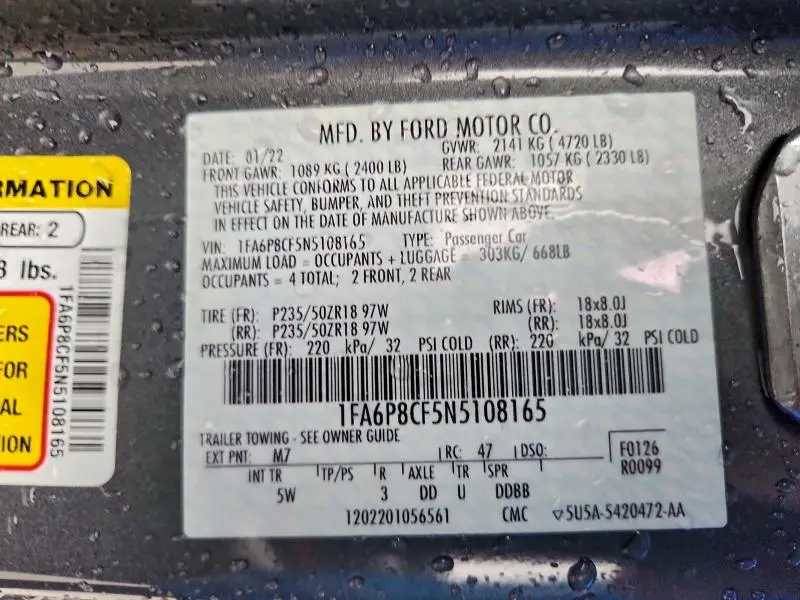 MFD. BY FORD MOTOR CO.
DATE: 01/22 GVWR: 2141 KG ( 4720 LB)
FRONT GAWR: 1089 KG ( 2400 LB) REAR GAWR: 1057 KG ( 2330 LB)
THIS VEHICLE CONFORMS TO ALL APPLICABLE FEDERAL MOTOR
VEHICLE SAFETY, BUMPER, AND THEFT PREVENTION STANDARDS
IN EFFECT ON THE DATE OF MANUFACTURE SHOWN ABOVE.
VIN: 1FA6P8CF5N5108165 TYPE: Passenger Car
MAXIMUM LOAD = OCCUPANTS + LUGGAGE = 303KG/ 668LB
OCCUPANTS = 4 TOTAL; 2 FRONT, 2 REAR
TIRE (FR): P235/50ZR18 97W RIMS (FR): 18x8.0J
(RR): P235/50ZR18 97W (RR): 18x8.0J
PRESSURE (FR): 220 kPa/ 32 PSI COLD (RR): 220 kPa/ 32 PSI COLD
1FA6P8CF5N5108165
TRAILER TOWING - SEE OWNER GUIDE
EXT PNT: M7 RC: 47 DSO: F0126
R0099
INT TR TP/PS R AXLE TR SPR
5W 3 DD U DDBB
1202201056561 CMC ▽5U5A-5420472-AA
RMATION
REAR: 2
8 lbs.
ERS
FOR
AL
ION
1FA6P8CF5N5108165